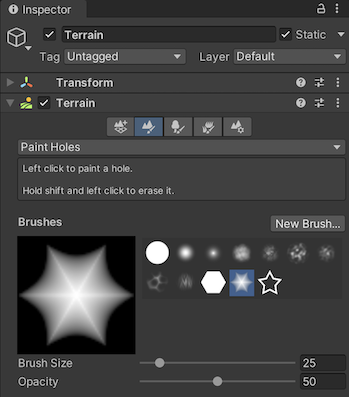 Inspector
Terrain
Static
Tag Untagged Layer Default
Transform
Terrain
Paint Holes
Left click to paint a hole.
Hold shift and left click to erase it.
Brushes
New Brush...
Brush Size 25
Opacity 50